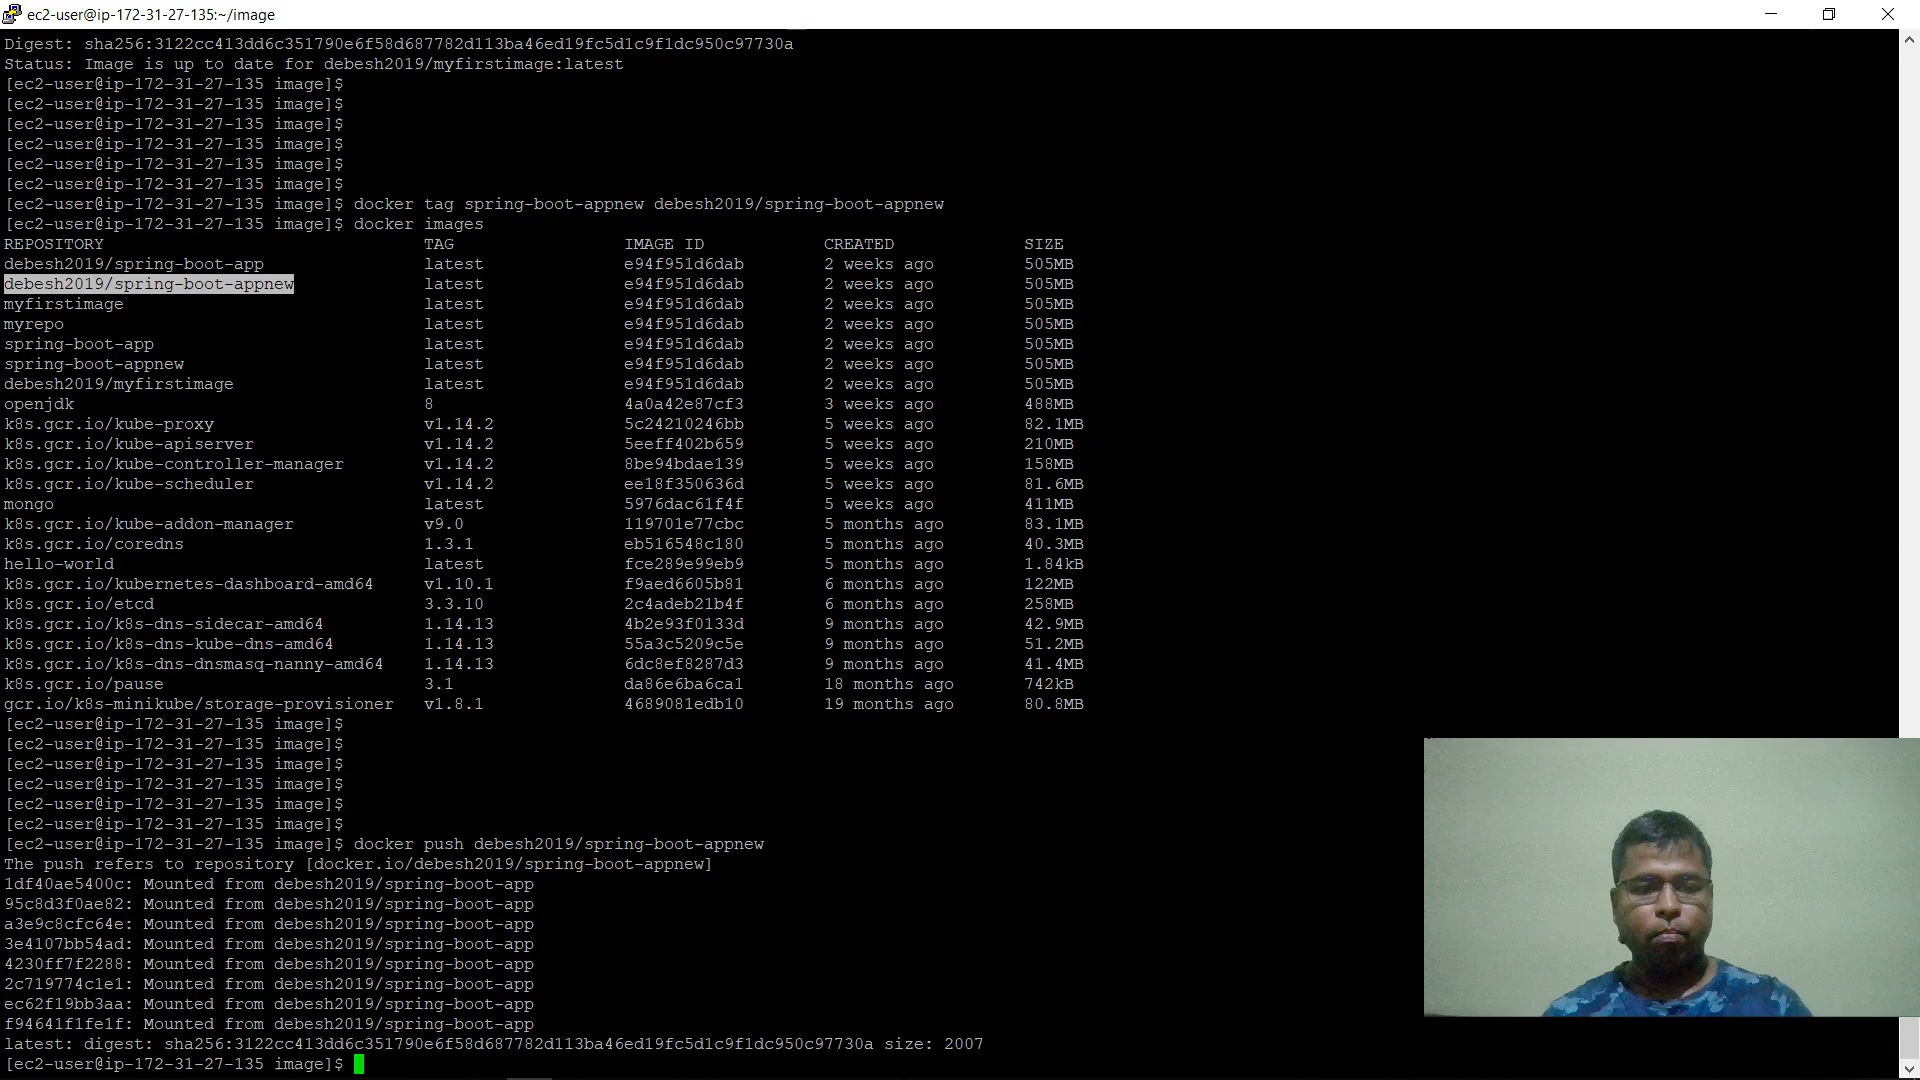 ec2-user@ip-172-31-27-135:~/image
Digest: sha256:3122cc413dd6c351790e6f58d687782d113ba46ed19fc5d1c9f1dc950c97730a
Status: Image is up to date for debesh2019/myfirstimage:latest
[ec2-user@ip-172-31-27-135 image]$
[ec2-user@ip-172-31-27-135 image]$
[ec2-user@ip-172-31-27-135 image]$
[ec2-user@ip-172-31-27-135 image]$
[ec2-user@ip-172-31-27-135 image]$
[ec2-user@ip-172-31-27-135 image]$
[ec2-user@ip-172-31-27-135 image]$ docker tag spring-boot-appnew debesh2019/spring-boot-appnew
[ec2-user@ip-172-31-27-135 image]$ docker images
REPOSITORY TAG IMAGE ID CREATED SIZE
debesh2019/spring-boot-app latest e94f951d6dab 2 weeks ago 505MB
debesh2019/spring-boot-appnew latest e94f951d6dab 2 weeks ago 505MB
myfirstimage latest e94f951d6dab 2 weeks ago 505MB
myrepo latest e94f951d6dab 2 weeks ago 505MB
spring-boot-app latest e94f951d6dab 2 weeks ago 505MB
spring-boot-appnew latest e94f951d6dab 2 weeks ago 505MB
debesh2019/myfirstimage latest e94f951d6dab 2 weeks ago 505MB
openjdk 8 4a0a42e87cf3 3 weeks ago 488MB
k8s.gcr.io/kube-proxy v1.14.2 5c24210246bb 5 weeks ago 82.1MB
k8s.gcr.io/kube-apiserver v1.14.2 5eeff402b659 5 weeks ago 210MB
k8s.gcr.io/kube-controller-manager v1.14.2 8be94bdae139 5 weeks ago 158MB
k8s.gcr.io/kube-scheduler v1.14.2 ee18f350636d 5 weeks ago 81.6MB
mongo latest 5976dac61f4f 5 weeks ago 411MB
k8s.gcr.io/kube-addon-manager v9.0 119701e77cbc 5 months ago 83.1MB
k8s.gcr.io/coredns 1.3.1 eb516548c180 5 months ago 40.3MB
hello-world latest fce289e99eb9 5 months ago 1.84kB
k8s.gcr.io/kubernetes-dashboard-amd64 v1.10.1 f9aed6605b81 6 months ago 122MB
k8s.gcr.io/etcd 3.3.10 2c4adeb21b4f 6 months ago 258MB
k8s.gcr.io/k8s-dns-sidecar-amd64 1.14.13 4b2e93f0133d 9 months ago 42.9MB
k8s.gcr.io/k8s-dns-kube-dns-amd64 1.14.13 55a3c5209c5e 9 months ago 51.2MB
k8s.gcr.io/k8s-dns-dnsmasq-nanny-amd64 1.14.13 6dc8ef8287d3 9 months ago 41.4MB
k8s.gcr.io/pause 3.1 da86e6ba6ca1 18 months ago 742kB
gcr.io/k8s-minikube/storage-provisioner v1.8.1 4689081edb10 19 months ago 80.8MB
[ec2-user@ip-172-31-27-135 image]$
[ec2-user@ip-172-31-27-135 image]$
[ec2-user@ip-172-31-27-135 image]$
[ec2-user@ip-172-31-27-135 image]$
[ec2-user@ip-172-31-27-135 image]$
[ec2-user@ip-172-31-27-135 image]$
[ec2-user@ip-172-31-27-135 image]$ docker push debesh2019/spring-boot-appnew
The push refers to repository [docker.io/debesh2019/spring-boot-appnew]
1df40ae5400c: Mounted from debesh2019/spring-boot-app
95c8d3f0ae82: Mounted from debesh2019/spring-boot-app
a3e9c8cfc64e: Mounted from debesh2019/spring-boot-app
3e4107bb54ad: Mounted from debesh2019/spring-boot-app
4230ff7f2288: Mounted from debesh2019/spring-boot-app
2c719774c1e1: Mounted from debesh2019/spring-boot-app
ec62f19bb3aa: Mounted from debesh2019/spring-boot-app
f94641f1fe1f: Mounted from debesh2019/spring-boot-app
latest: digest: sha256:3122cc413dd6c351790e6f58d687782d113ba46ed19fc5d1c9f1dc950c97730a size: 2007
[ec2-user@ip-172-31-27-135 image]$